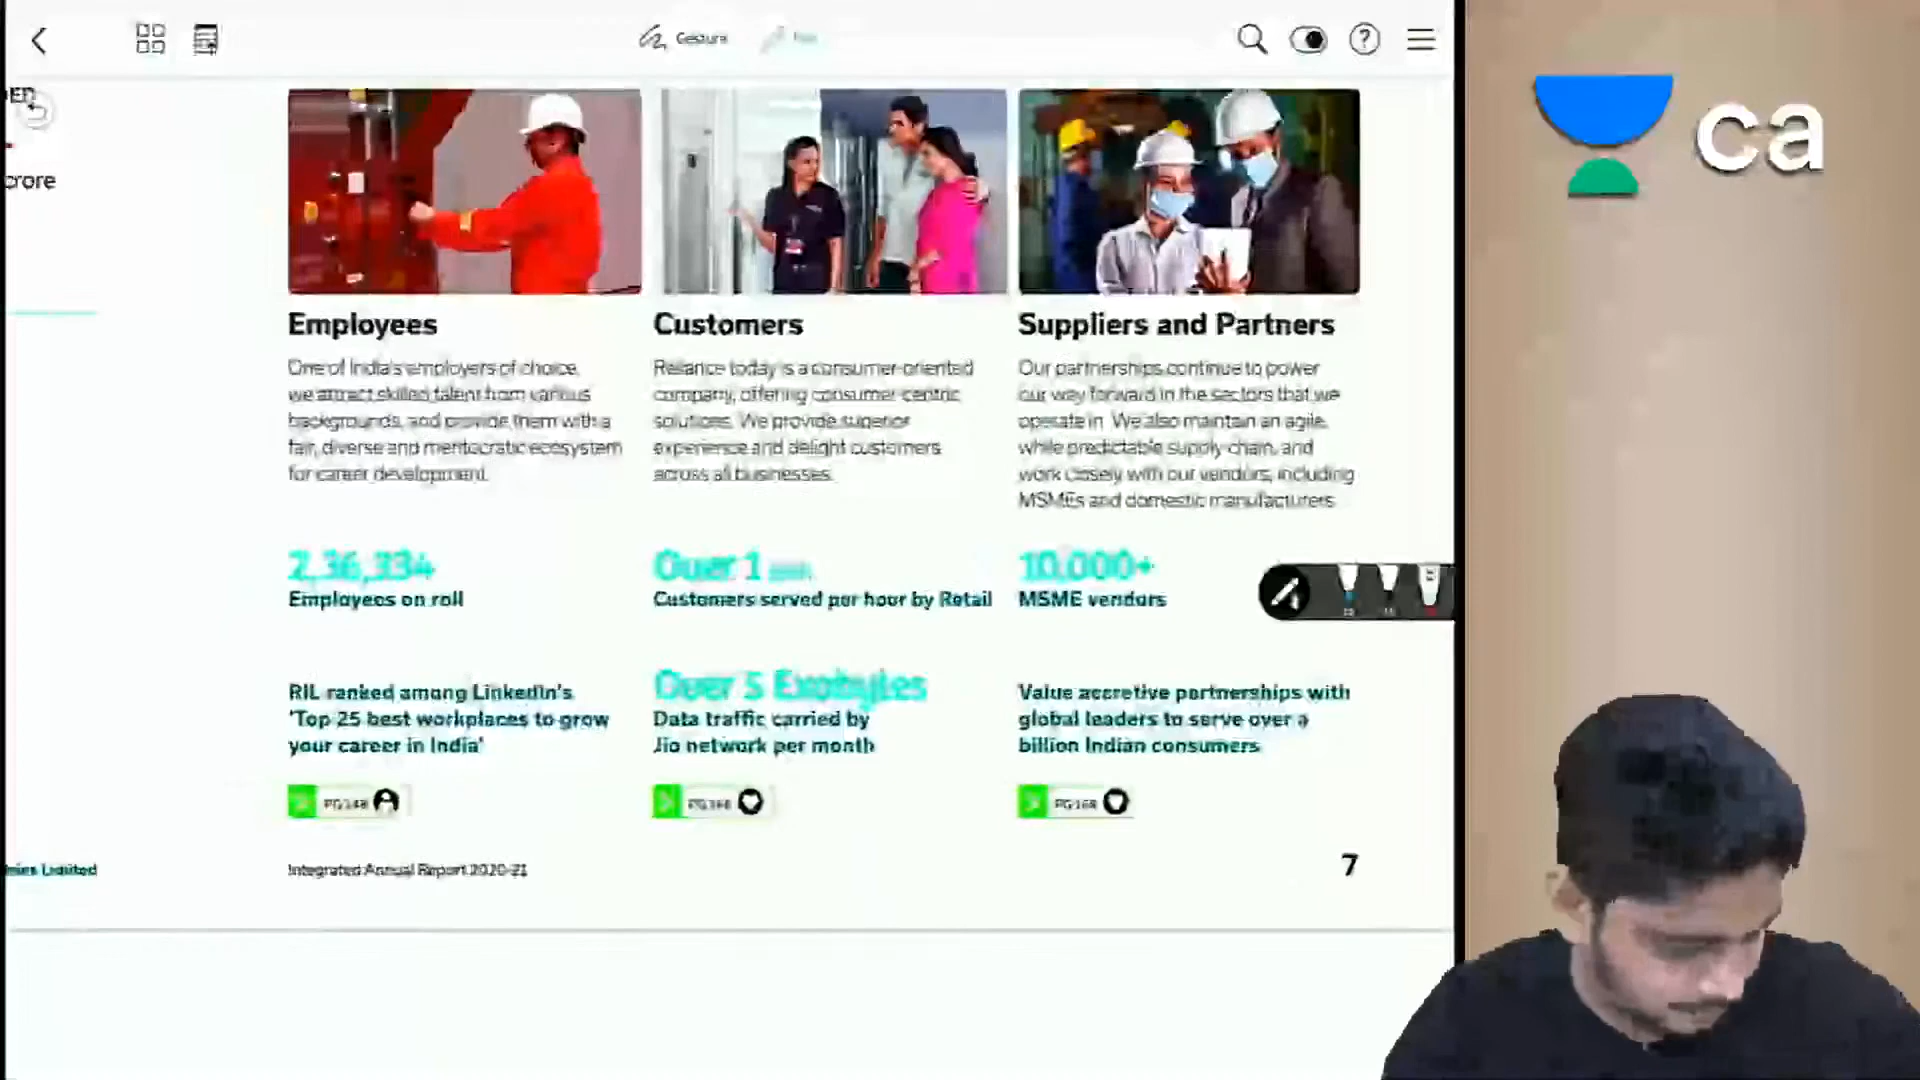 Gesture
ca
crore
Employees
One of India's employers of choice,
we attract skilled talent from various
backgrounds, and provide them with a
fair, diverse and meritocratic ecosystem
for career development.
2,36,334
Employees on roll
RIL ranked among LinkedIn's
'Top 25 best workplaces to grow
your career in India'
Customers
Reliance today is a consumer-oriented
company, offering consumer-centric
solutions. We provide superior
experience and delight customers
across all businesses.
Over 1
Customers served per hour by Retail
Over 5 Exabytes
Data traffic carried by
Jio network per month
Suppliers and Partners
Our partnerships continue to power
our way forward in the sectors that we
operate in. We also maintain an agile,
while predictable supply chain, and
work closely with our vendors, including
MSMEs and domestic manufacturers.
10,000+
MSME vendors
Value accretive partnerships with
global leaders to serve over a
billion Indian consumers
Limited
Integrated Annual Report 2020-21
7